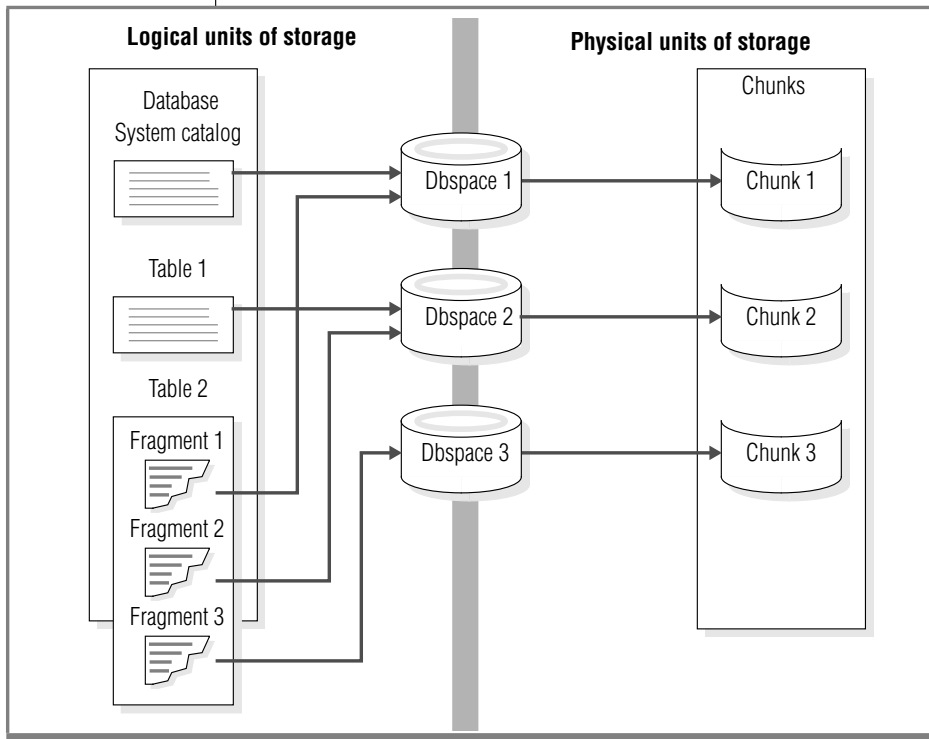 Logical units of storage
Physical units of storage
Database
System catalog
Table 1
Table 2
Fragment 1
Fragment 2
Fragment 3
Dbspace 1
Dbspace 2
Dbspace 3
Chunks
Chunk 1
Chunk 2
Chunk 3